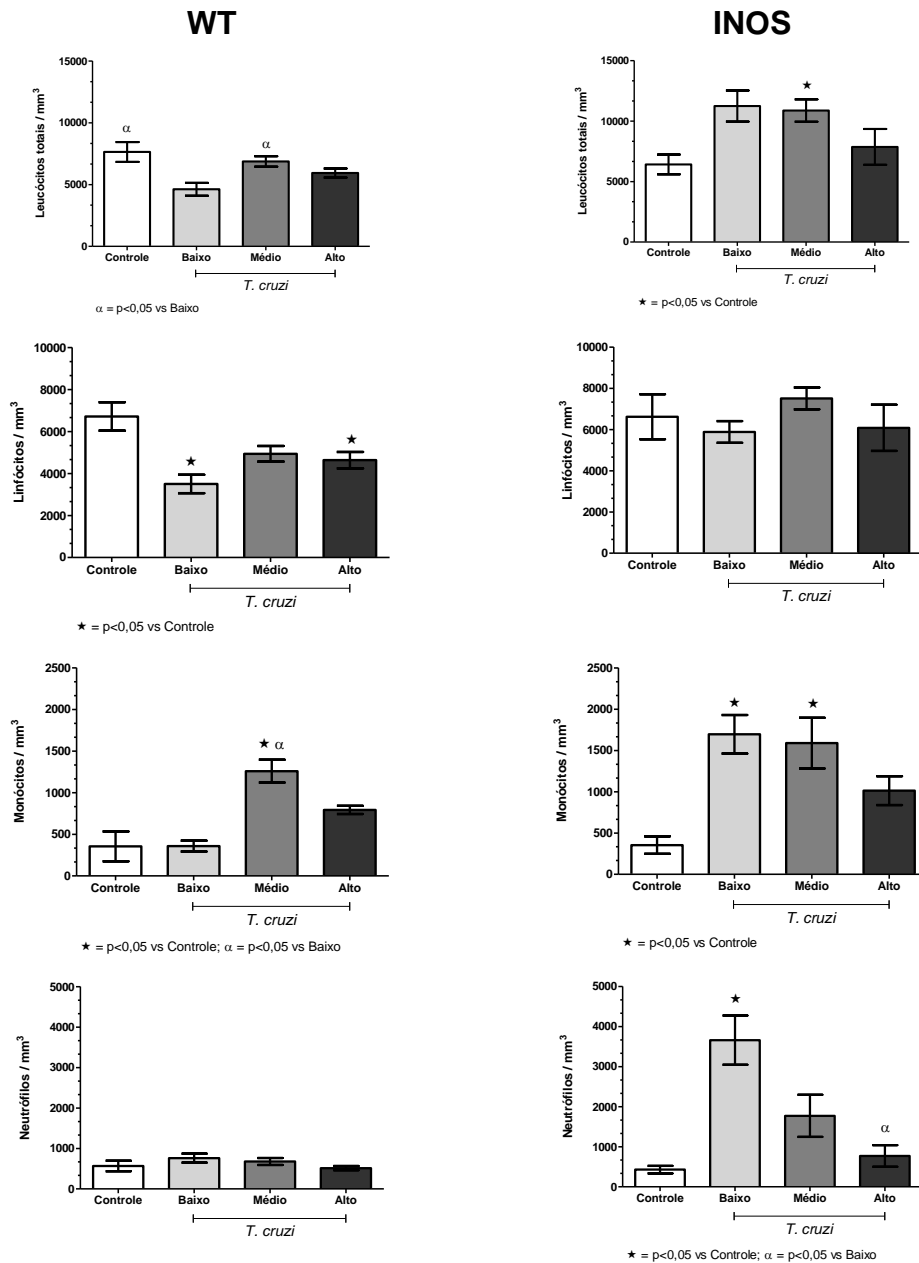 WT
INOS
Leucócitos totais / mm³
15000
10000
5000
0
α
α
Controle Baixo Médio Alto
T. cruzi
α = p<0,05 vs Baixo
Leucócitos totais / mm³
15000
10000
5000
0
★
Controle Baixo Médio Alto
T. cruzi
★ = p<0,05 vs Controle
Linfócitos / mm³
10000
8000
6000
4000
2000
0
★
★
Controle Baixo Médio Alto
T. cruzi
★ = p<0,05 vs Controle
Linfócitos / mm³
10000
8000
6000
4000
2000
0
Controle Baixo Médio Alto
T. cruzi
Monócitos / mm³
2500
2000
1500
1000
500
0
★ α
Controle Baixo Médio Alto
T. cruzi
★ = p<0,05 vs Controle; α = p<0,05 vs Baixo
Monócitos / mm³
2500
2000
1500
1000
500
0
★
★
Controle Baixo Médio Alto
T. cruzi
★ = p<0,05 vs Controle
Neutrófilos / mm³
5000
4000
3000
2000
1000
0
Controle Baixo Médio Alto
T. cruzi
Neutrófilos / mm³
5000
4000
3000
2000
1000
0
★
α
Controle Baixo Médio Alto
T. cruzi
★ = p<0,05 vs Controle; α = p<0,05 vs Baixo